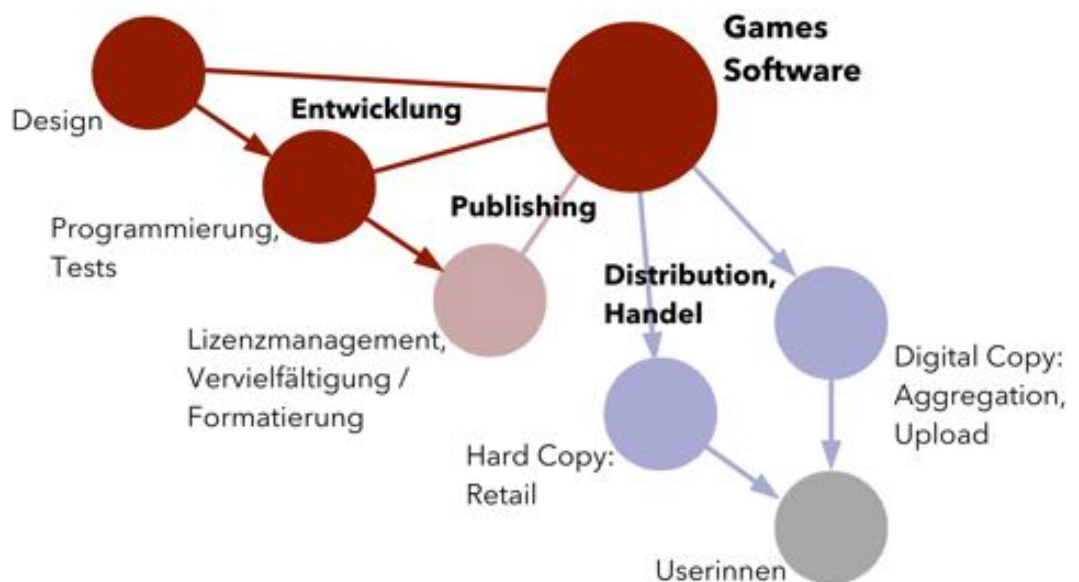 Games
Software
Entwicklung
Design
Publishing
Programmierung,
Tests
Distribution,
Handel
Lizenzmanagement,
Vervielfältigung /
Formatierung
Digital Copy:
Aggregation,
Upload
Hard Copy:
Retail
Userinnen